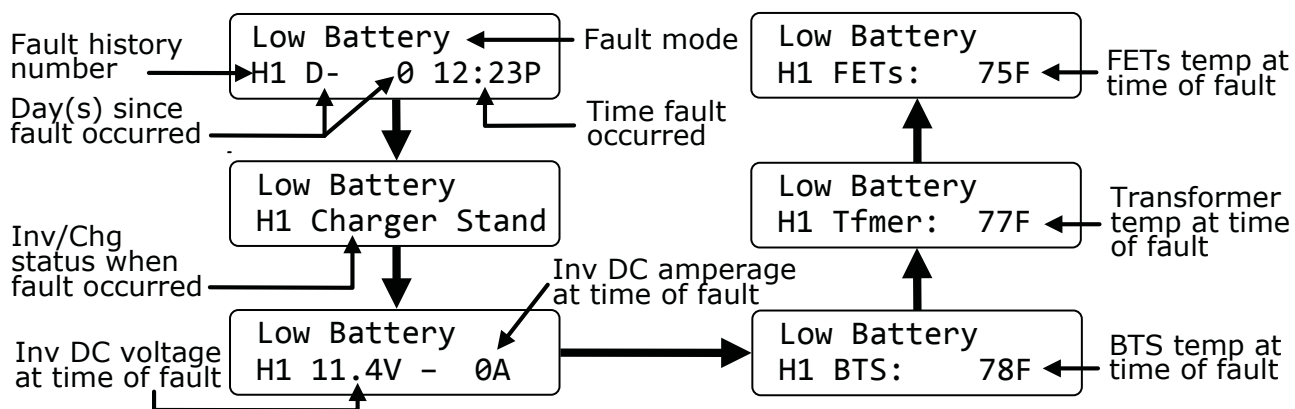 Fault history
number
Low Battery
H1 D-   0 12:23P
Fault mode
Day(s) since
fault occurred
Time fault
occurred
Low Battery
H1 Charger Stand
Inv/Chg
status when
fault occurred
Low Battery
H1 11.4V –  0A
Inv DC amperage
at time of fault
Inv DC voltage
at time of fault
Low Battery
H1 BTS:    78F
BTS temp at
time of fault
Low Battery
H1 Tfmer:  77F
Transformer
temp at time
of fault
Low Battery
H1 FETs:   75F
FETs temp at
time of fault